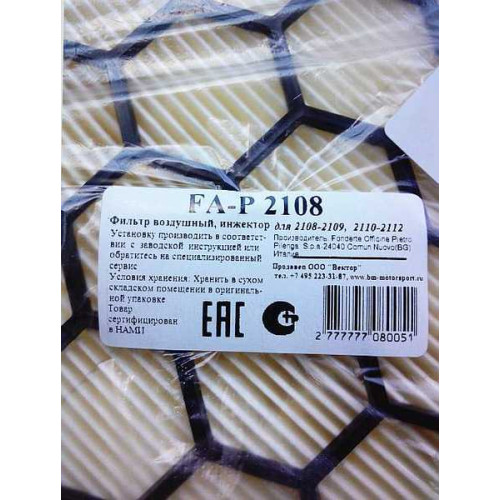 FA-P 2108
Фильтр воздушный, инжектор для 2108-2109, 2110-2112
Установку производить в соответст-
вии с заводской инструкцией или
обратитесь на специализированный
сервис
Условия хранения: Хранить в сухом
складском помещении в оригиналь-
ной упаковке
Товар
сертифицирован
в НАМИ
Производитель: Fonderie Officine Pietro
Pilenga S.p.a 24040 Comun Nuovo(BG)
Италия
Продавец ООО "Вектор"
тел. +7 495 223-31-87, www.bm-motorsport.ru
EAC
2 777777 080051